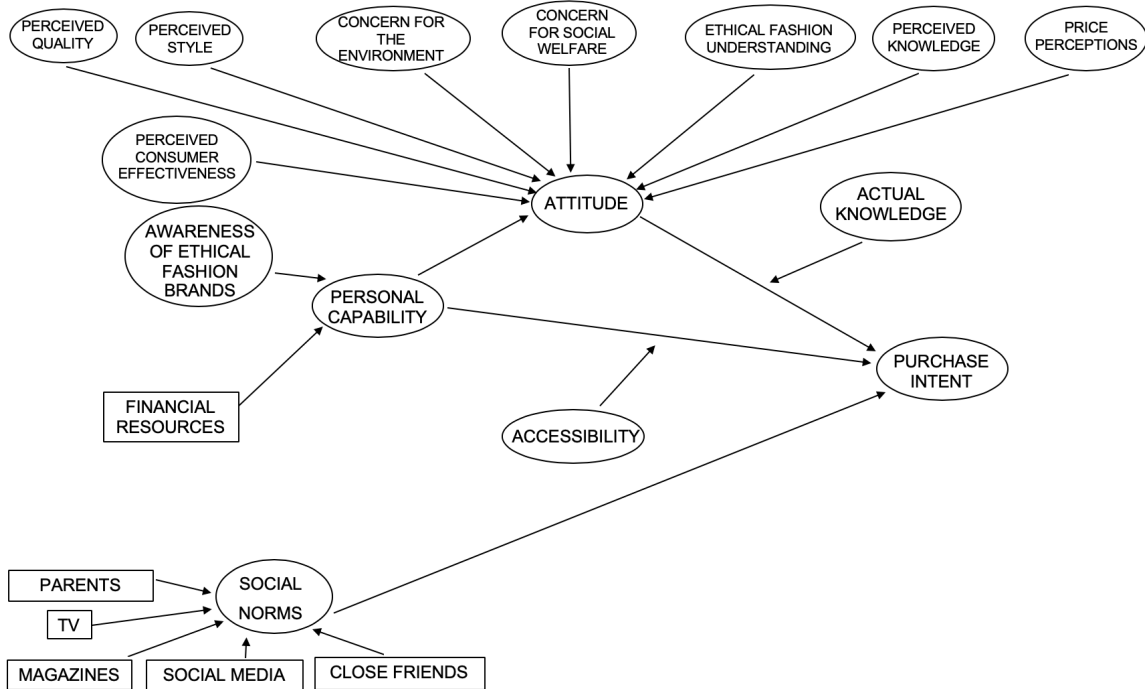 PERCEIVED
QUALITY
PERCEIVED
STYLE
CONCERN FOR
THE
ENVIRONMENT
CONCERN
FOR SOCIAL
WELFARE
ETHICAL FASHION
UNDERSTANDING
PERCEIVED
KNOWLEDGE
PRICE
PERCEPTIONS
PERCEIVED
CONSUMER
EFFECTIVENESS
ATTITUDE
ACTUAL
KNOWLEDGE
AWARENESS
OF ETHICAL
FASHION
BRANDS
PERSONAL
CAPABILITY
PURCHASE
INTENT
FINANCIAL
RESOURCES
ACCESSIBILITY
PARENTS
SOCIAL
NORMS
TV
MAGAZINES
SOCIAL MEDIA
CLOSE FRIENDS